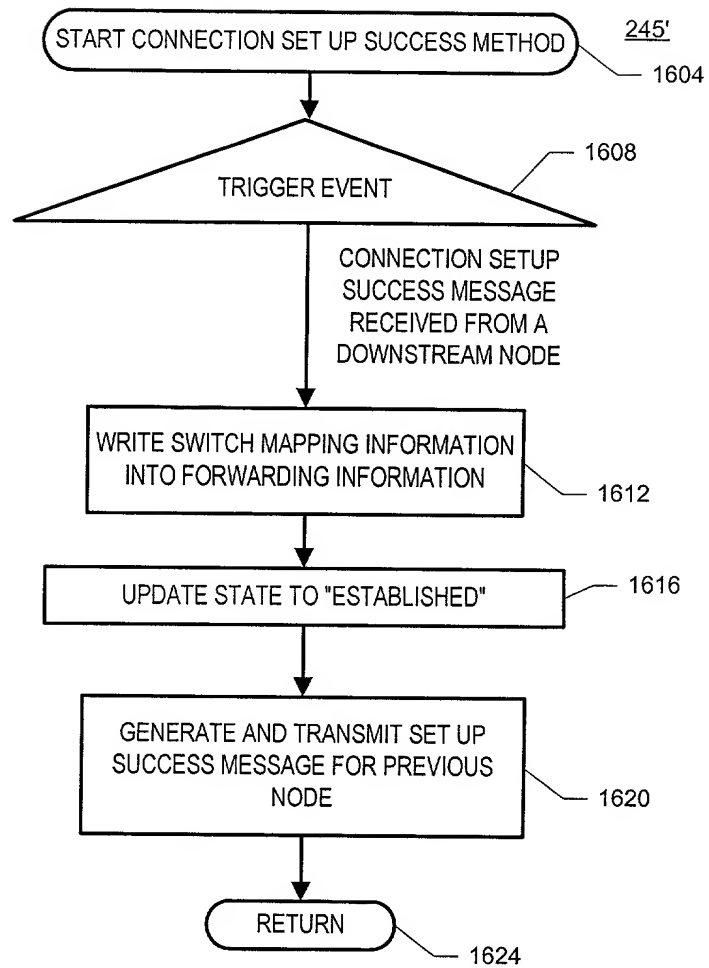 START CONNECTION SET UP SUCCESS METHOD
245'
1604
1608
TRIGGER EVENT
CONNECTION SETUP
SUCCESS MESSAGE
RECEIVED FROM A
DOWNSTREAM NODE
WRITE SWITCH MAPPING INFORMATION
INTO FORWARDING INFORMATION
1612
UPDATE STATE TO "ESTABLISHED"
1616
GENERATE AND TRANSMIT SET UP
SUCCESS MESSAGE FOR PREVIOUS
NODE
1620
RETURN
1624